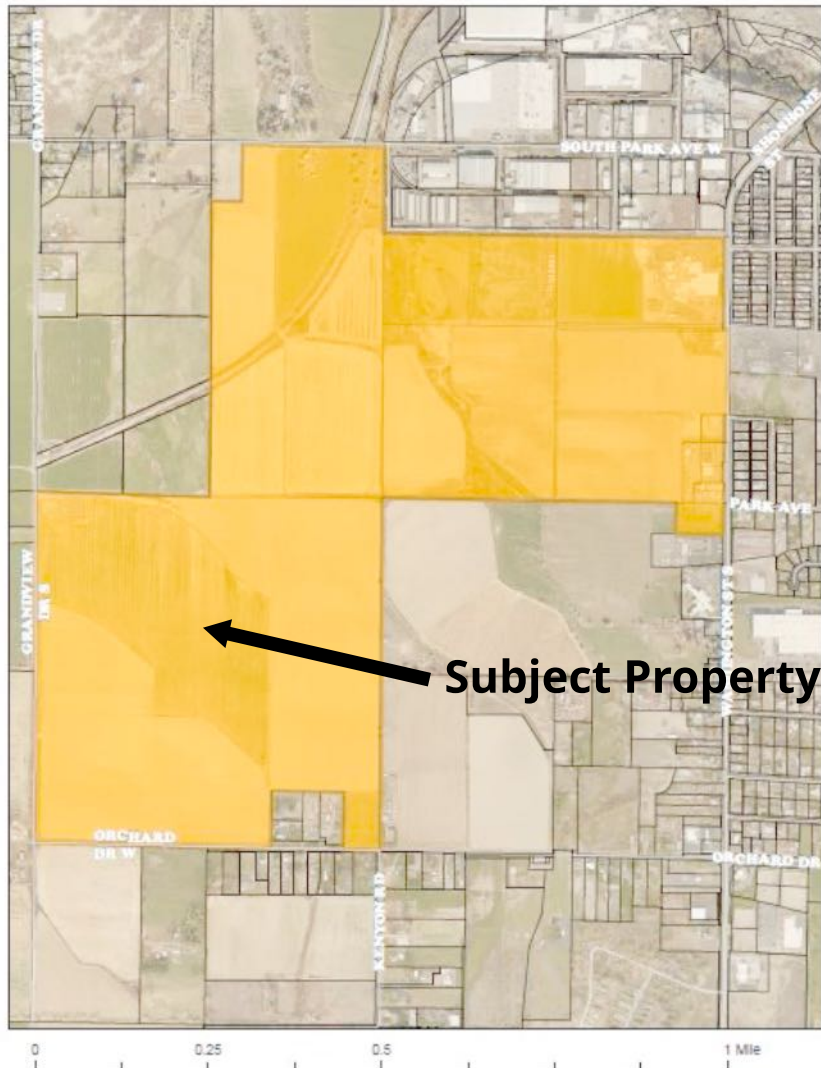 GRANDVIEW DR
SOUTH PARK AVE W
SHOSHONE
ST
PARK AVE
GRANDVIEW
DR S
WASHINGTON ST S
Subject Property
ORCHARD
DR W
ORCHARD DR
KENYON RD
0 0.25 0.5 1 Mile